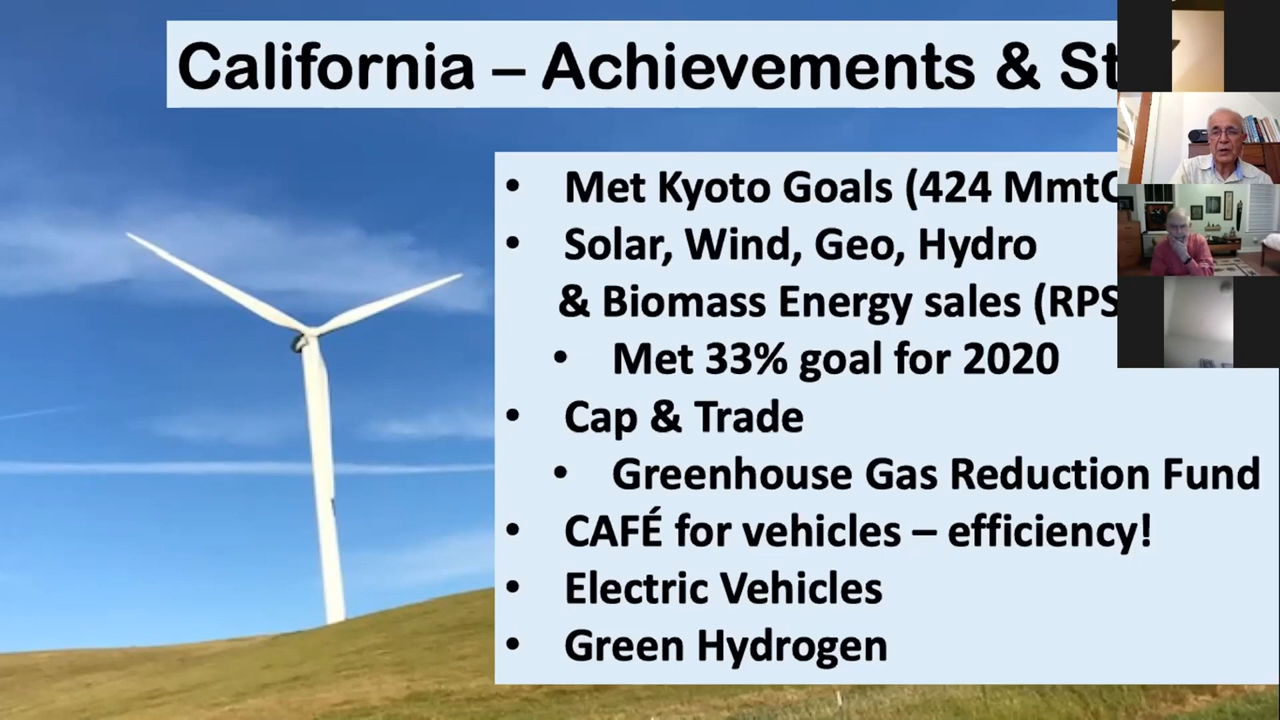 California – Achievements & St
• Met Kyoto Goals (424 Mmt
• Solar, Wind, Geo, Hydro
& Biomass Energy sales (RPS
• Met 33% goal for 2020
• Cap & Trade
• Greenhouse Gas Reduction Fund
• CAFÉ for vehicles – efficiency!
• Electric Vehicles
• Green Hydrogen